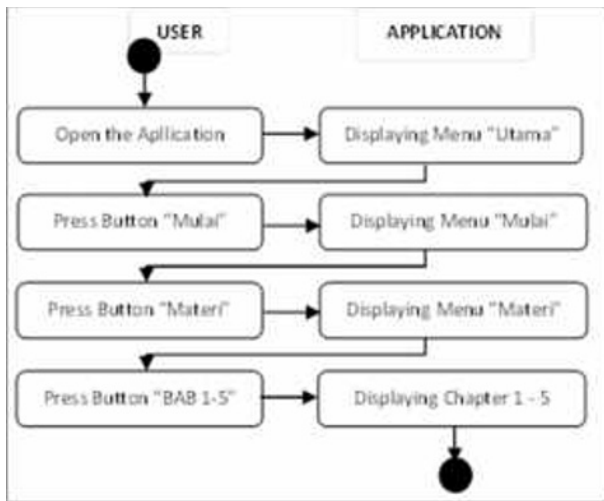 USER
APPLICATION
Open the Apllication
Displaying Menu "Utama"
Press Button "Mulai"
Displaying Menu "Mulai"
Press Button "Materi"
Displaying Menu "Materi"
Press Button "BAB 1-5"
Displaying Chapter 1 - 5